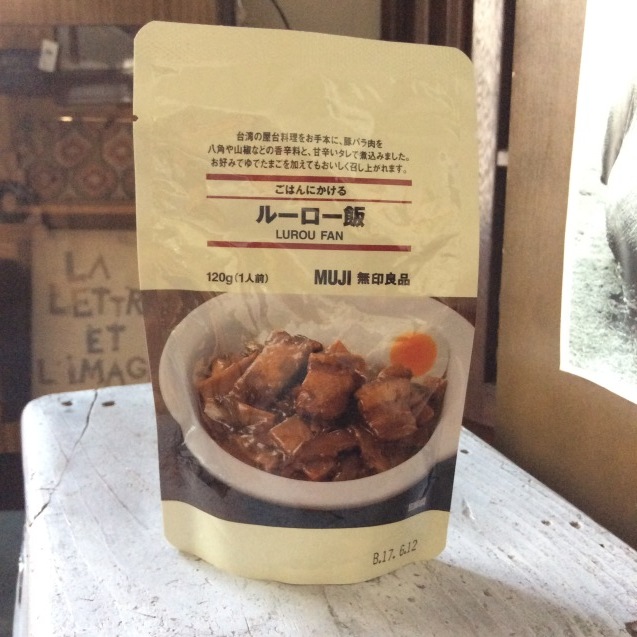 台湾の屋台料理をお手本に、豚バラ肉を
八角や山椒などの香辛料と、甘辛いタレで煮込みました。
お好みでゆでたまごを加えてもおいしく召し上がれます。
ごはんにかける
ルーロー飯
LUROU FAN
120g(1人前)
MUJI 無印良品
B.17. 6.12
LA
LETTR
ET
L'IMAG